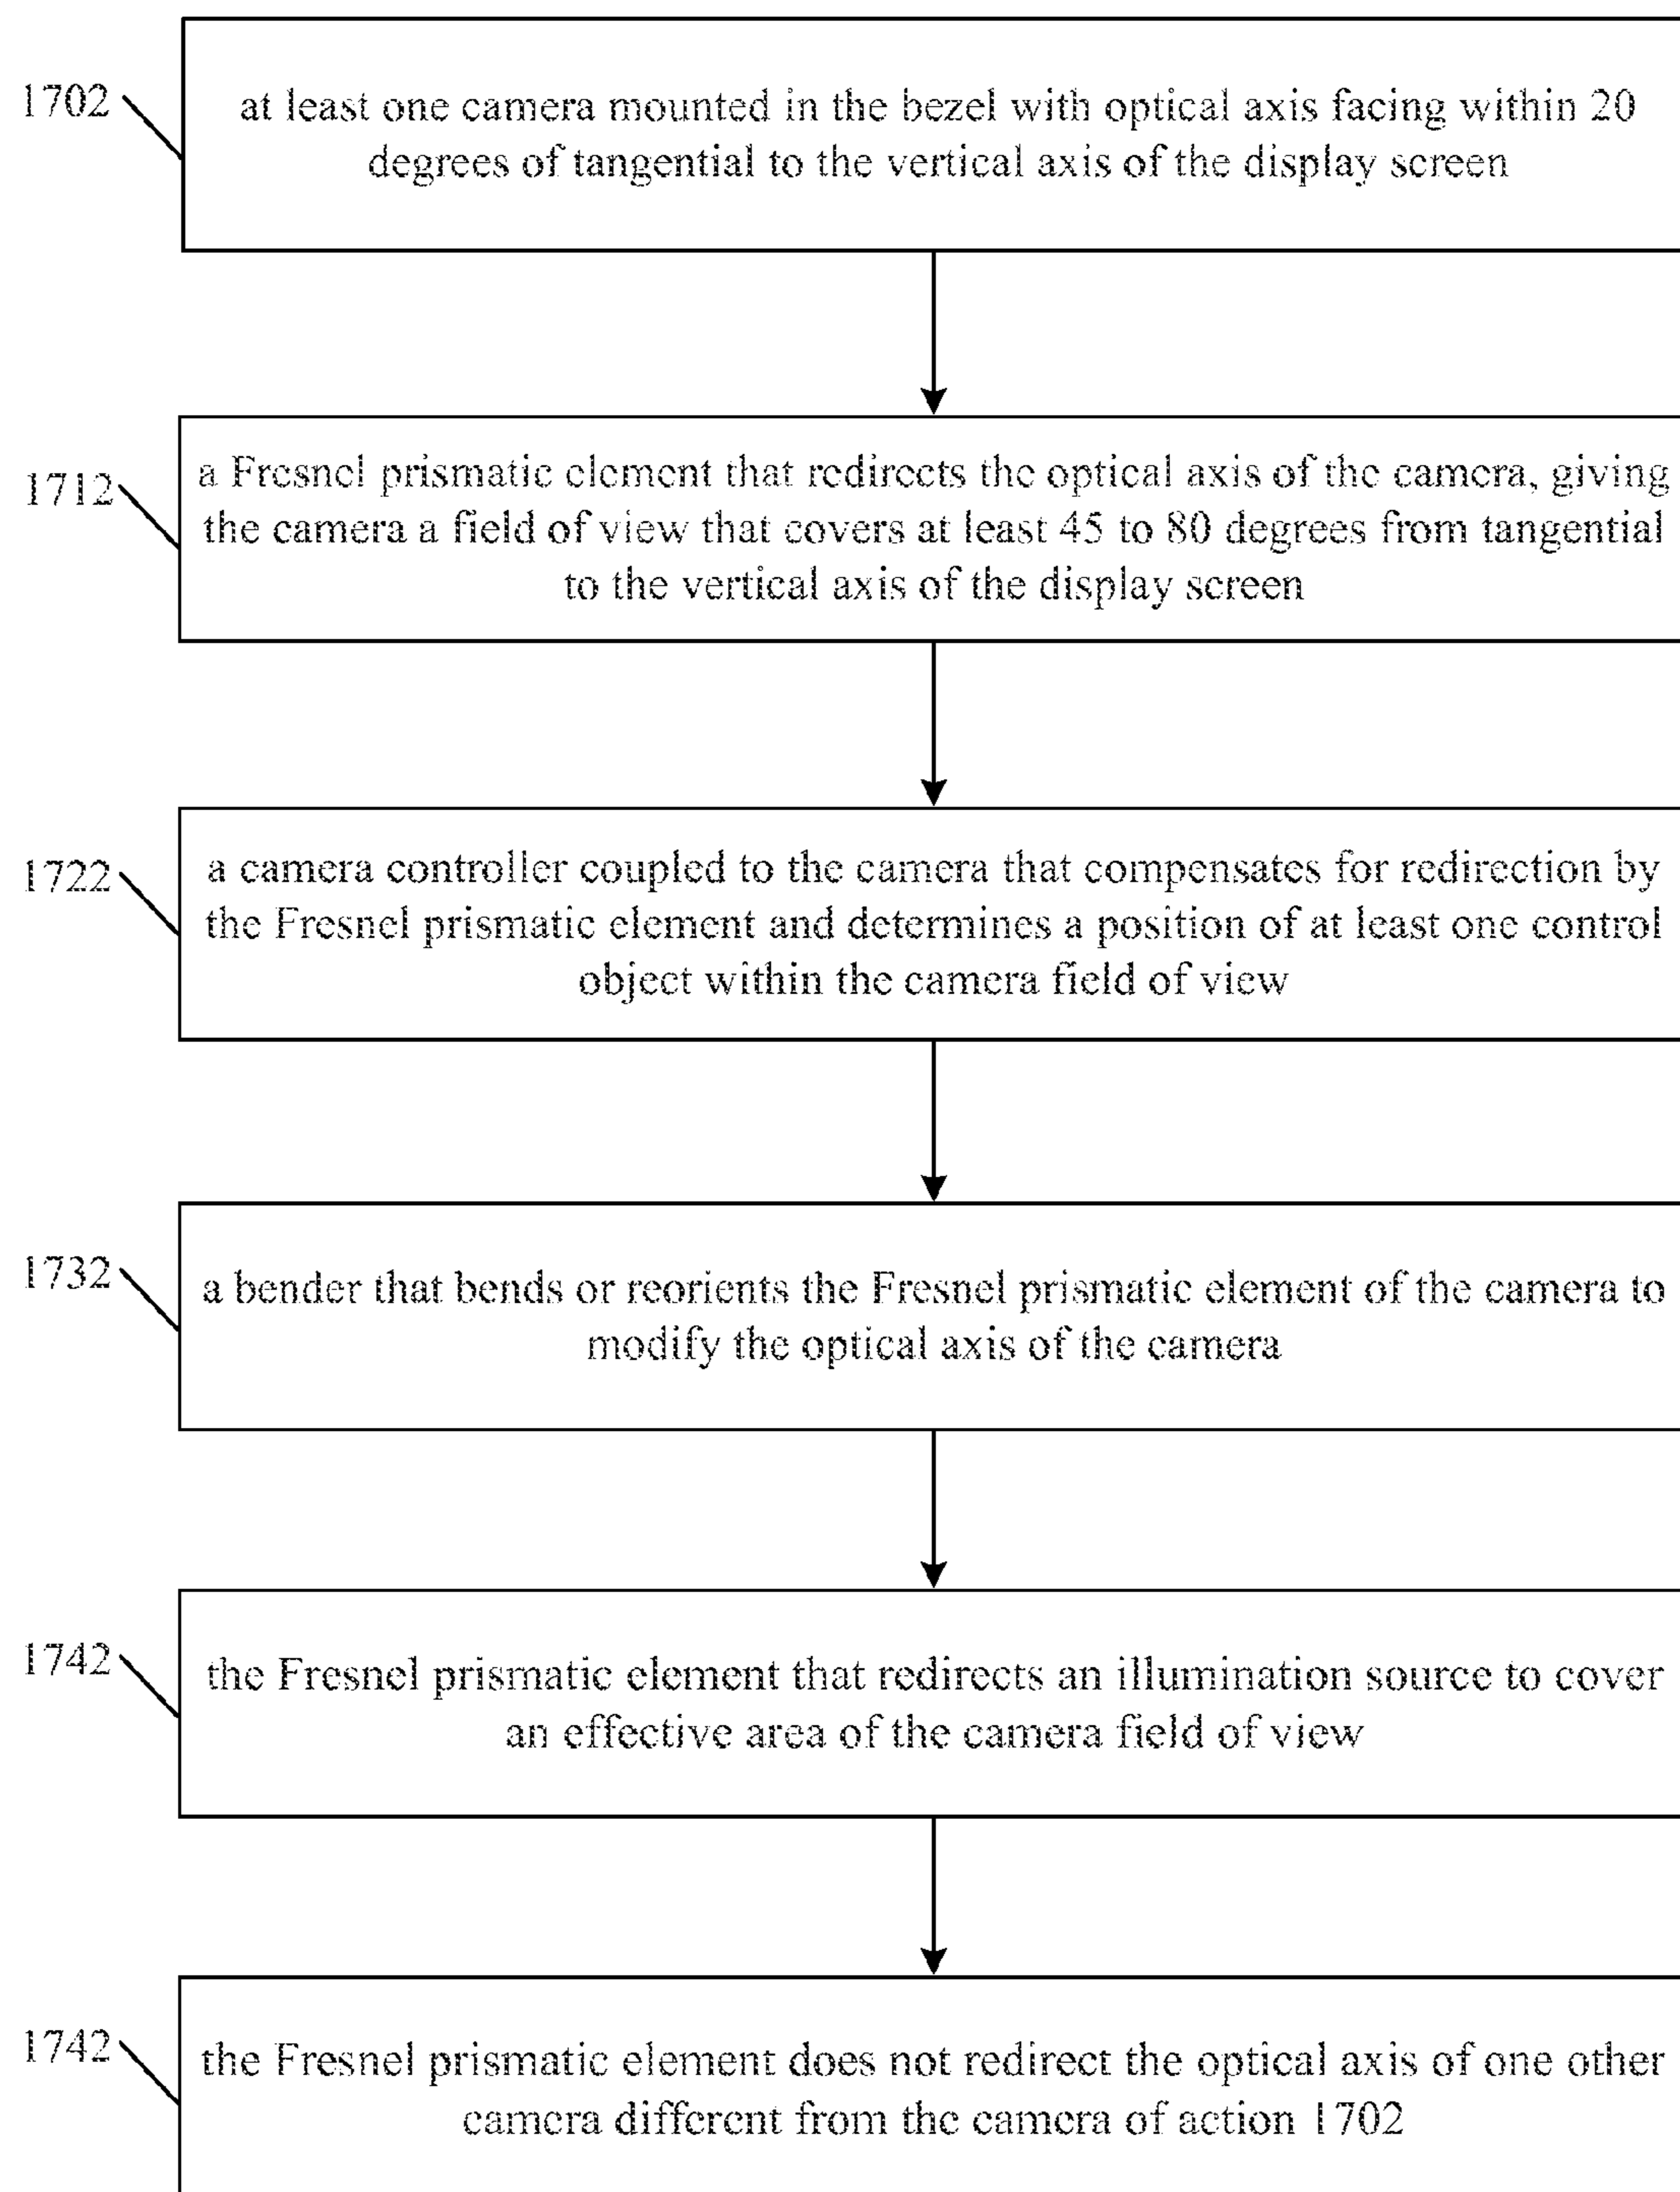 1702
at least one camera mounted in the bezel with optical axis facing within 20
degrees of tangential to the vertical axis of the display screen
1712
a Fresnel prismatic element that redirects the optical axis of the camera, giving
the camera a field of view that covers at least 45 to 80 degrees from tangential
to the vertical axis of the display screen
1722
a camera controller coupled to the camera that compensates for redirection by
the Fresnel prismatic element and determines a position of at least one control
object within the camera field of view
1732
a bender that bends or reorients the Fresnel prismatic element of the camera to
modify the optical axis of the camera
1742
the Fresnel prismatic element that redirects an illumination source to cover
an effective area of the camera field of view
1742
the Fresnel prismatic element does not redirect the optical axis of one other
camera different from the camera of action 1702